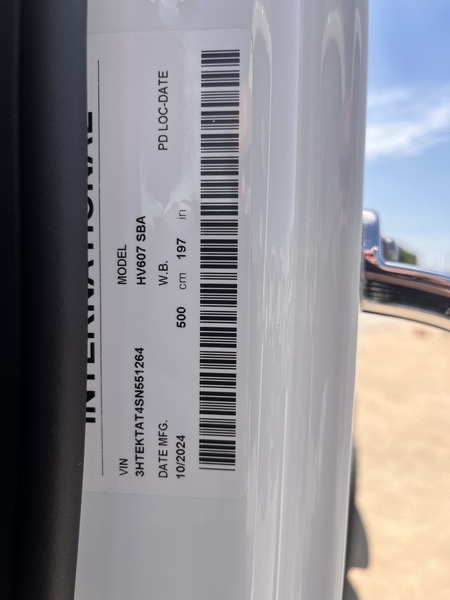 INTERNATIONAL
VIN MODEL
3HTEKTAT4SN551264 HV607 SBA
DATE MFG. W.B. PD LOC-DATE
10/2024 500 cm 197 in